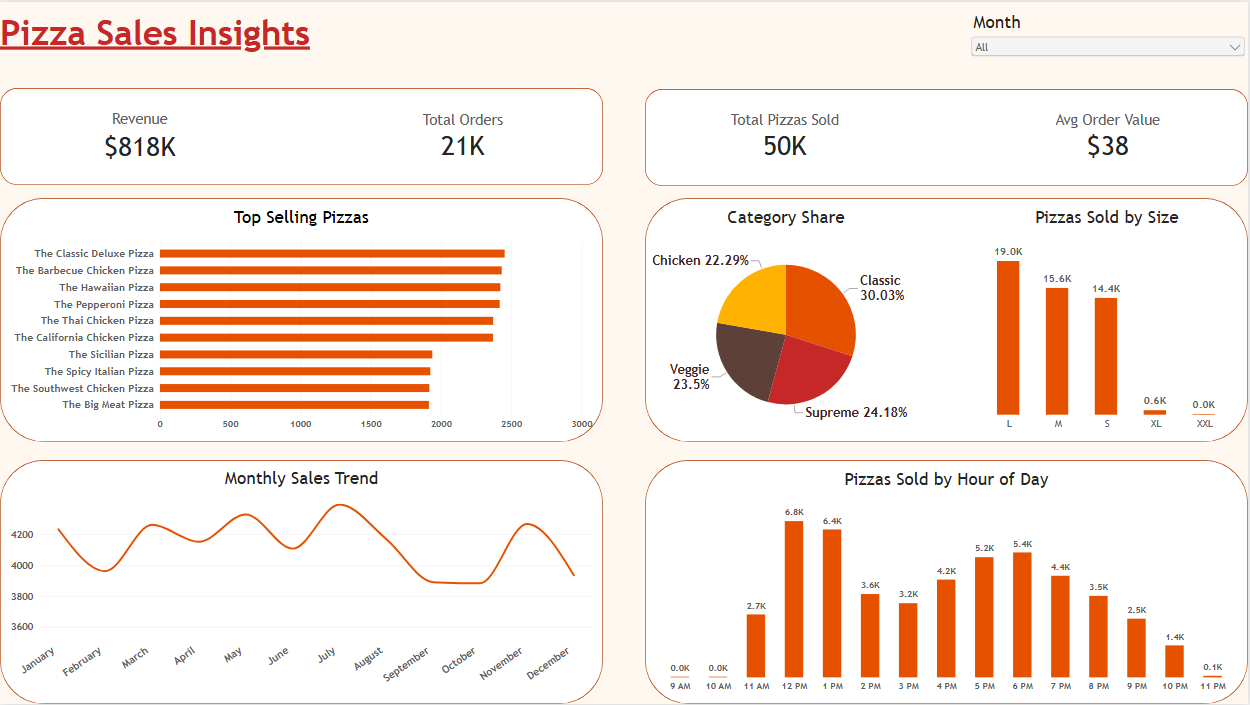 Pizza Sales Insights
Month
All
Revenue
$818K
Total Orders
21K
Total Pizzas Sold
50K
Avg Order Value
$38
Top Selling Pizzas
The Classic Deluxe Pizza
The Barbecue Chicken Pizza
The Hawaiian Pizza
The Pepperoni Pizza
The Thai Chicken Pizza
The California Chicken Pizza
The Sicilian Pizza
The Spicy Italian Pizza
The Southwest Chicken Pizza
The Big Meat Pizza
0 500 1000 1500 2000 2500 3000
Category Share
Chicken 22.29%
Classic
30.03%
Veggie
23.5%
Supreme 24.18%
Pizzas Sold by Size
19.0K
15.6K
14.4K
0.6K
0.0K
L M S XL XXL
Monthly Sales Trend
4200
4000
3800
3600
January February March April May June July August September October November December
Pizzas Sold by Hour of Day
0.0K 0.0K 2.7K 6.8K 6.4K 3.6K 3.2K 4.2K 5.2K 5.4K 4.4K 3.5K 2.5K 1.4K 0.1K
9 AM 10 AM 11 AM 12 PM 1 PM 2 PM 3 PM 4 PM 5 PM 6 PM 7 PM 8 PM 9 PM 10 PM 11 PM